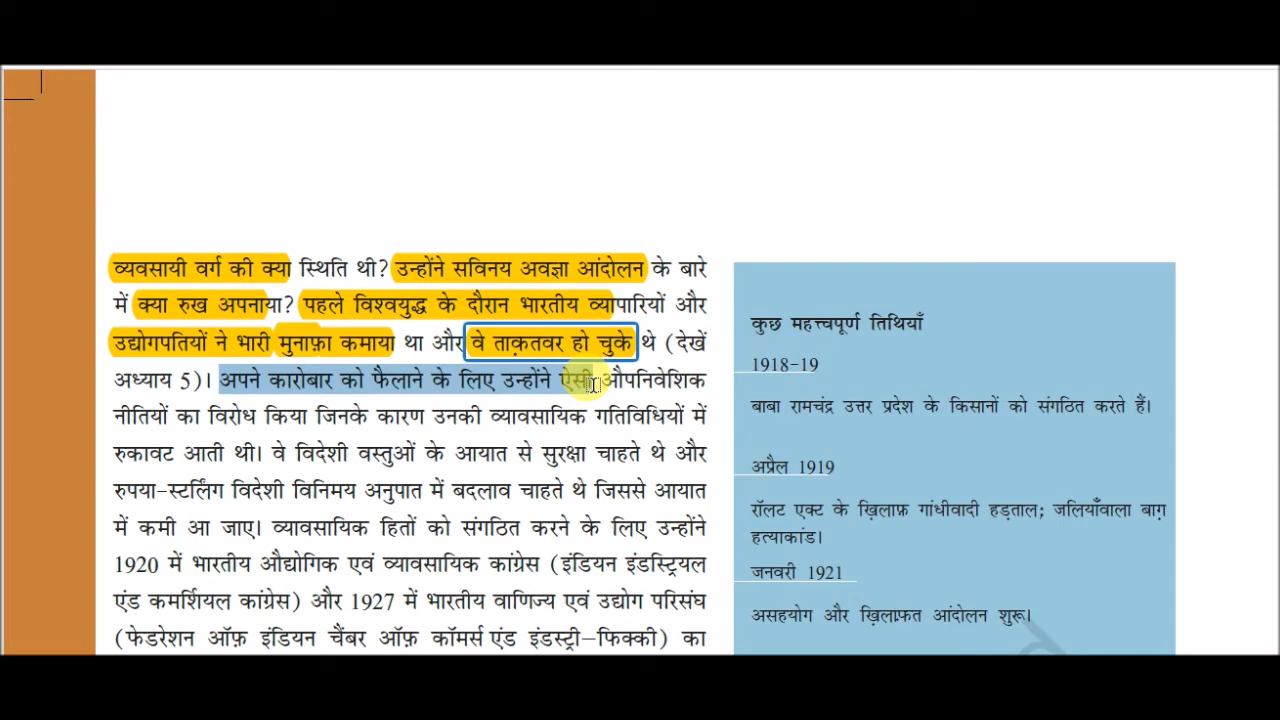 व्यवसायी वर्ग की क्या स्थिति थी? उन्होंने सविनय अवज्ञा आंदोलन के बारे
में क्या रुख अपनाया? पहले विश्वयुद्ध के दौरान भारतीय व्यापारियों और
उद्योगपतियों ने भारी मुनाफ़ा कमाया था और वे ताक़तवर हो चुके थे (देखें
अध्याय 5)। अपने कारोबार को फैलाने के लिए उन्होंने ऐसी औपनिवेशिक
नीतियों का विरोध किया जिनके कारण उनकी व्यावसायिक गतिविधियों में
रुकावट आती थी। वे विदेशी वस्तुओं के आयात से सुरक्षा चाहते थे और
रुपया-स्टर्लिंग विदेशी विनिमय अनुपात में बदलाव चाहते थे जिससे आयात
में कमी आ जाए। व्यावसायिक हितों को संगठित करने के लिए उन्होंने
1920 में भारतीय औद्योगिक एवं व्यावसायिक कांग्रेस (इंडियन इंडस्ट्रियल
एंड कमर्शियल कांग्रेस) और 1927 में भारतीय वाणिज्य एवं उद्योग परिसंघ
(फेडरेशन ऑफ़ इंडियन चैंबर ऑफ़ कॉमर्स एंड इंडस्ट्री-फिक्की) का
कुछ महत्त्वपूर्ण तिथियाँ
1918-19
बाबा रामचंद्र उत्तर प्रदेश के किसानों को संगठित करते हैं।
अप्रैल 1919
रॉलट एक्ट के ख़िलाफ़ गांधीवादी हड़ताल; जलियाँवाला बाग़
हत्याकांड।
जनवरी 1921
असहयोग और ख़िलाफत आंदोलन शुरू।